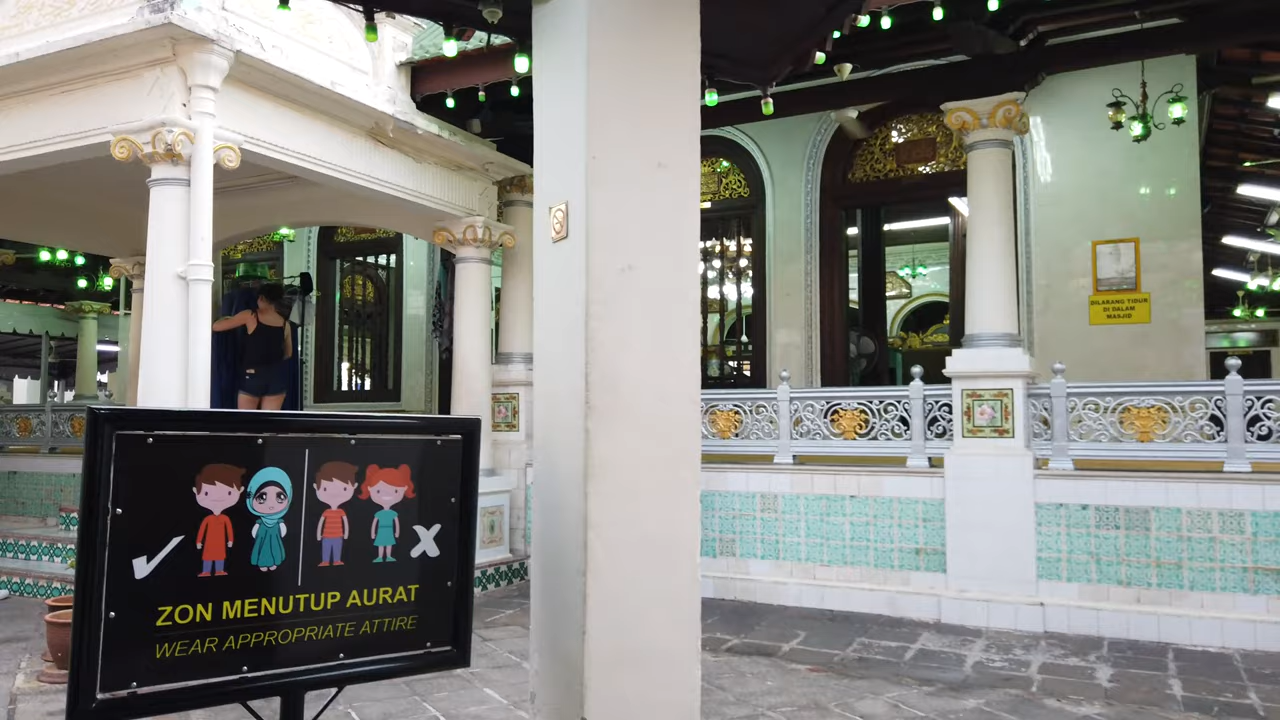 ZON MENUTUP AURAT
WEAR APPROPRIATE ATTIRE
DILARANG TIDUR
DI DALAM
MASJID